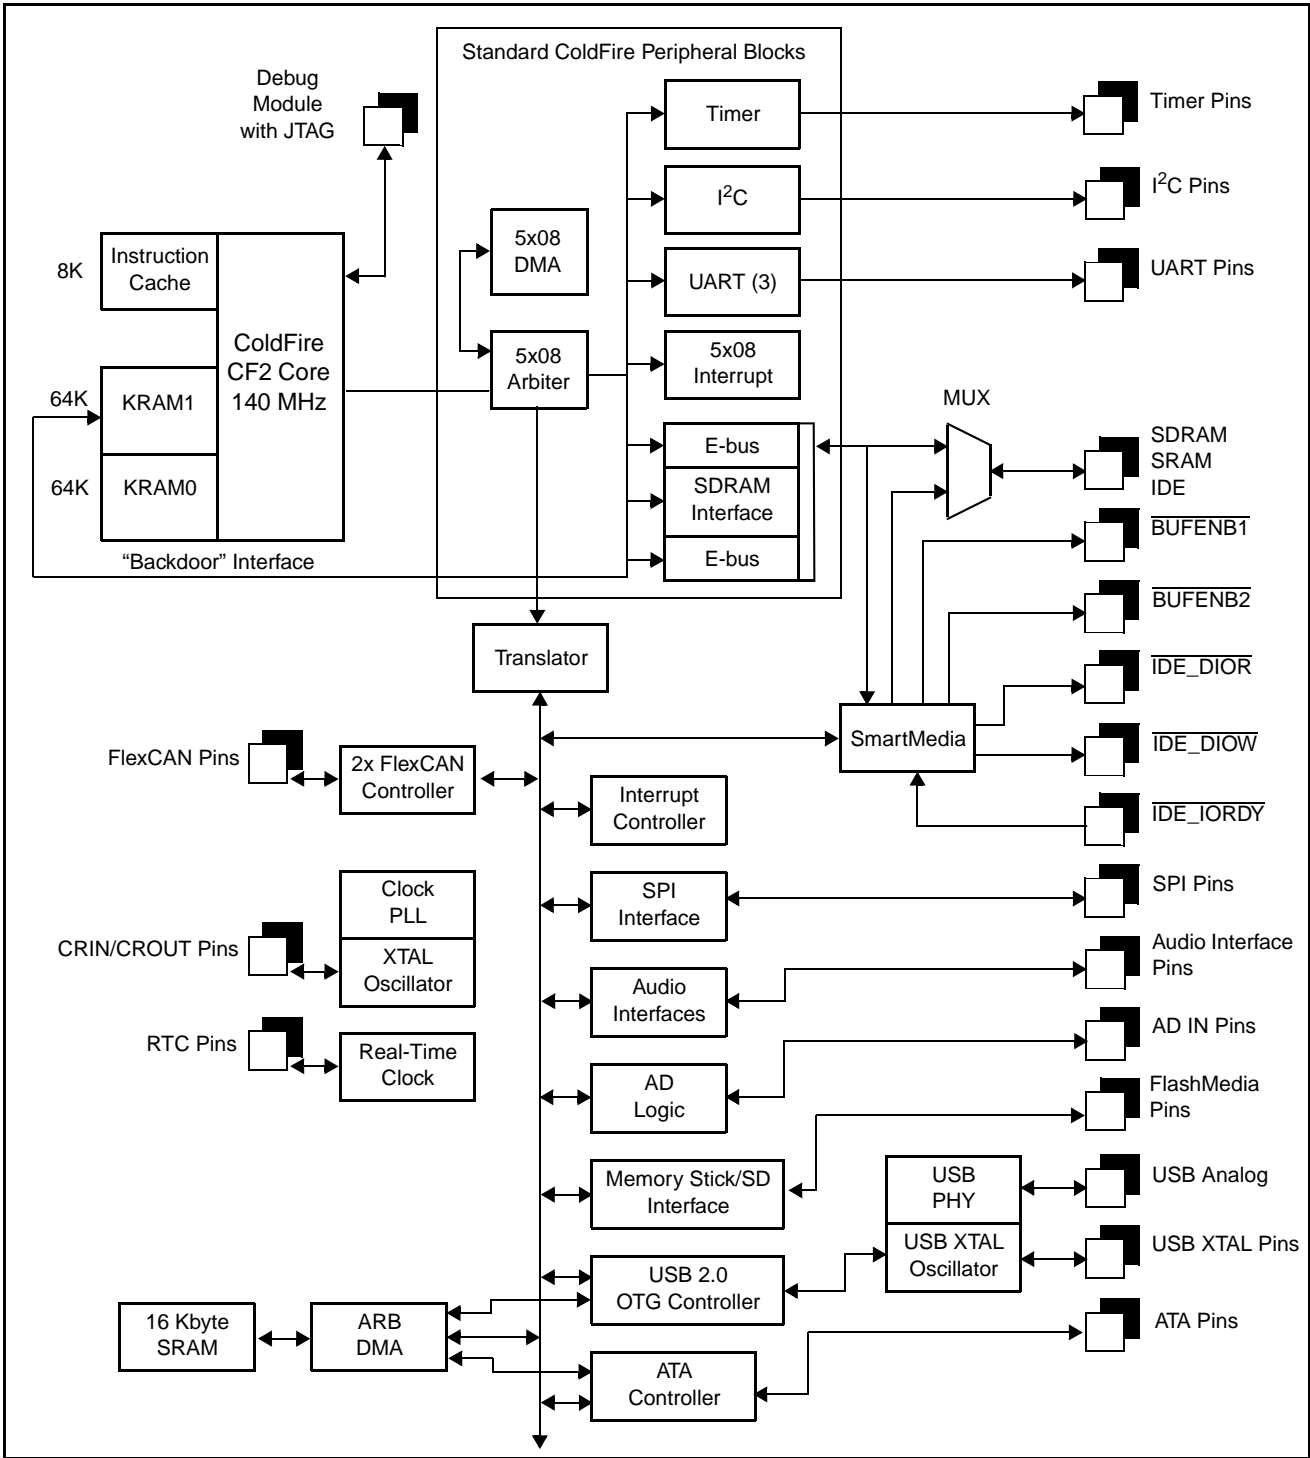 Standard ColdFire Peripheral Blocks
Debug
Module
with JTAG
Timer
Timer Pins
I²C
I²C Pins
5x08
DMA
UART (3)
UART Pins
8K
Instruction
Cache
ColdFire
CF2 Core
140 MHz
5x08
Arbiter
5x08
Interrupt
64K
KRAM1
64K
KRAM0
MUX
E-bus
SDRAM
Interface
E-bus
SDRAM
SRAM
IDE
BUFENB1
"Backdoor" Interface
BUFENB2
Translator
IDE_DIOR
SmartMedia
IDE_DIOW
FlexCAN Pins
2x FlexCAN
Controller
Interrupt
Controller
IDE_IORDY
Clock
PLL
SPI
Interface
SPI Pins
CRIN/CROUT Pins
XTAL
Oscillator
Audio
Interfaces
Audio Interface
Pins
RTC Pins
Real-Time
Clock
AD
Logic
AD IN Pins
FlashMedia
Pins
Memory Stick/SD
Interface
USB
PHY
USB Analog
USB XTAL
Oscillator
USB XTAL Pins
USB 2.0
OTG Controller
16 Kbyte
SRAM
ARB
DMA
ATA
Controller
ATA Pins